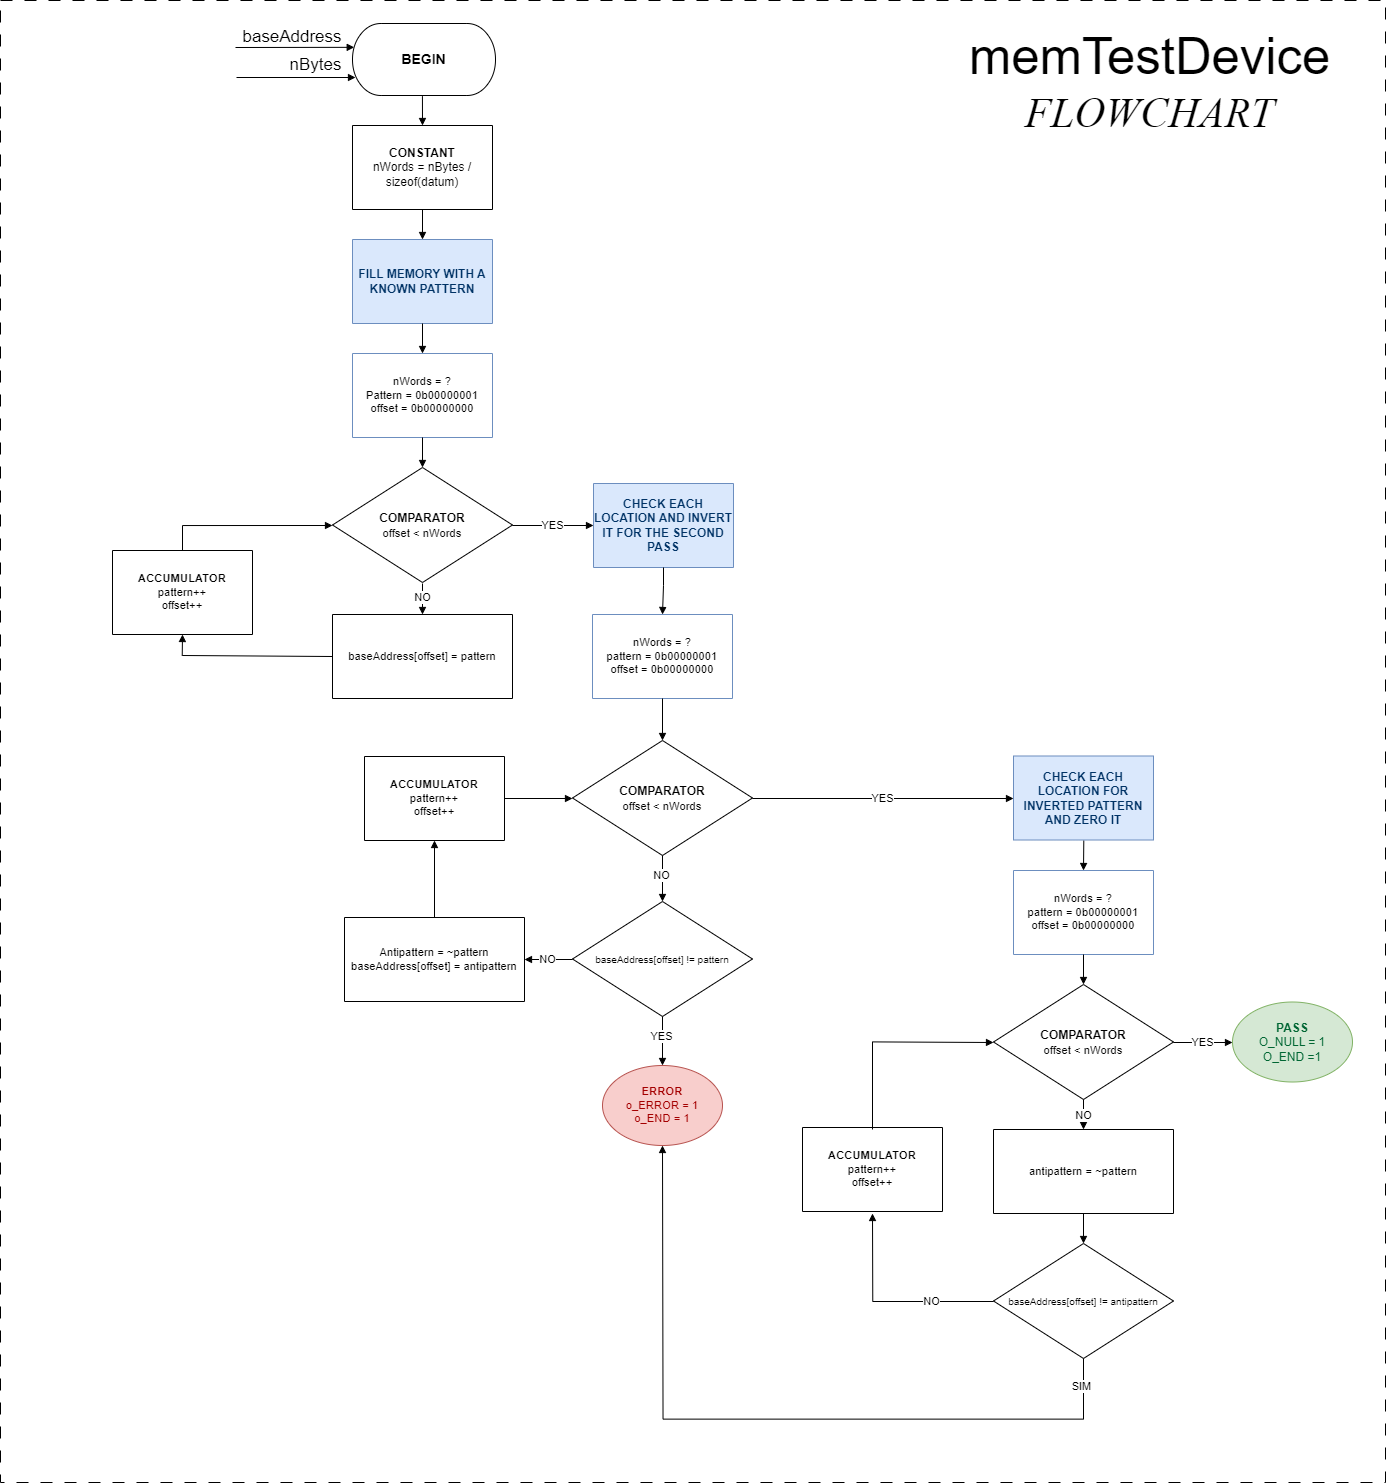 memTestDevice
FLOWCHART
baseAddress
nBytes
BEGIN
CONSTANT
nWords = nBytes /
sizeof(datum)
FILL MEMORY WITH A
KNOWN PATTERN
nWords = ?
Pattern = 0b00000001
offset = 0b00000000
COMPARATOR
offset < nWords
YES
NO
ACCUMULATOR
pattern++
offset++
baseAddress[offset] = pattern
CHECK EACH
LOCATION AND INVERT
IT FOR THE SECOND
PASS
nWords = ?
pattern = 0b00000001
offset = 0b00000000
COMPARATOR
offset < nWords
YES
NO
ACCUMULATOR
pattern++
offset++
Antipattern = ~pattern
baseAddress[offset] = antipattern
NO
baseAddress[offset] != pattern
YES
ERROR
o_ERROR = 1
o_END = 1
CHECK EACH
LOCATION FOR
INVERTED PATTERN
AND ZERO IT
nWords = ?
pattern = 0b00000001
offset = 0b00000000
COMPARATOR
offset < nWords
YES
PASS
O_NULL = 1
O_END =1
NO
ACCUMULATOR
pattern++
offset++
antipattern = ~pattern
NO
baseAddress[offset] != antipattern
SIM